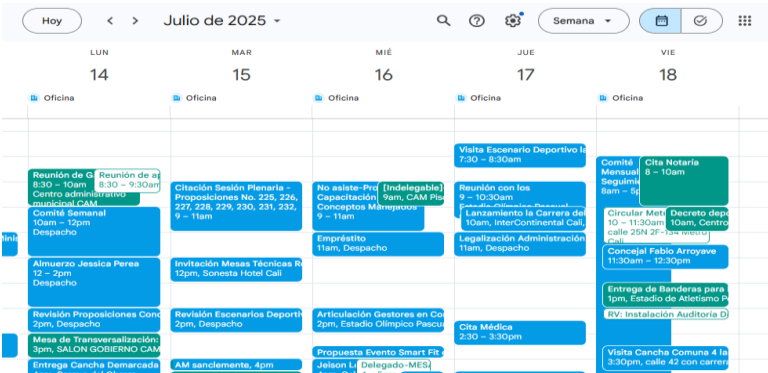 Hoy
Julio de 2025
Semana
LUN
MAR
MIÉ
JUE
VIE
14
15
16
17
18
Oficina
Oficina
Oficina
Oficina
Oficina
Reunión de G
8:30 – 10am
Centro administrativo
municipal CAM
Reunión de ap
8:30 – 9:30am
Comité Semanal
10am – 12pm
Despacho
Almuerzo Jessica Perea
12 – 2pm
Despacho
Revisión Proposiciones Conc
2pm, Despacho
Mesa de Transversalización:
3pm, SALON GOBIERNO CAM
Entrega Cancha Demarcada
Citación Sesión Plenaria -
Proposiciones No. 225, 226,
227, 228, 229, 230, 231, 232,
9 – 11am
Invitación Mesas Técnicas R
12pm, Sonesta Hotel Cali
Revisión Escenarios Deporti
2pm, Despacho
AM sanclemente, 4pm
No asiste-Pro
Capacitación
Conceptos Manejados
9 – 11am
[Indelegable]
9am, CAM Piso
Empréstito
11am, Despacho
Articulación Gestores en Co
2pm, Estadio Olímpico Pascu
Propuesta Evento Smart Fit
Jeison L
Delegado-MESA
Visita Escenario Deportivo la
7:30 – 8:30am
Reunión con los
9 – 10:30am
Estadio Olímpico Pascual
Lanzamiento la Carrera del
10am, InterContinental Cali,
Legalización Administración
11am, Despacho
Cita Médica
2:30 – 3:30pm
Comité
Mensual
Seguimie
8am – 5p
Cita Notaría
8 – 10am
Circular Metr
10 – 11:30am
calle 25N 2F-134 Metro
Cali
Decreto depo
10am, Centro
Concejal Fabio Arroyave
11:30am – 12:30pm
Entrega de Banderas para
1pm, Estadio de Atletismo P
RV: Instalación Auditoría D
Visita Cancha Comuna 4 la
3:30pm, calle 42 con carrera